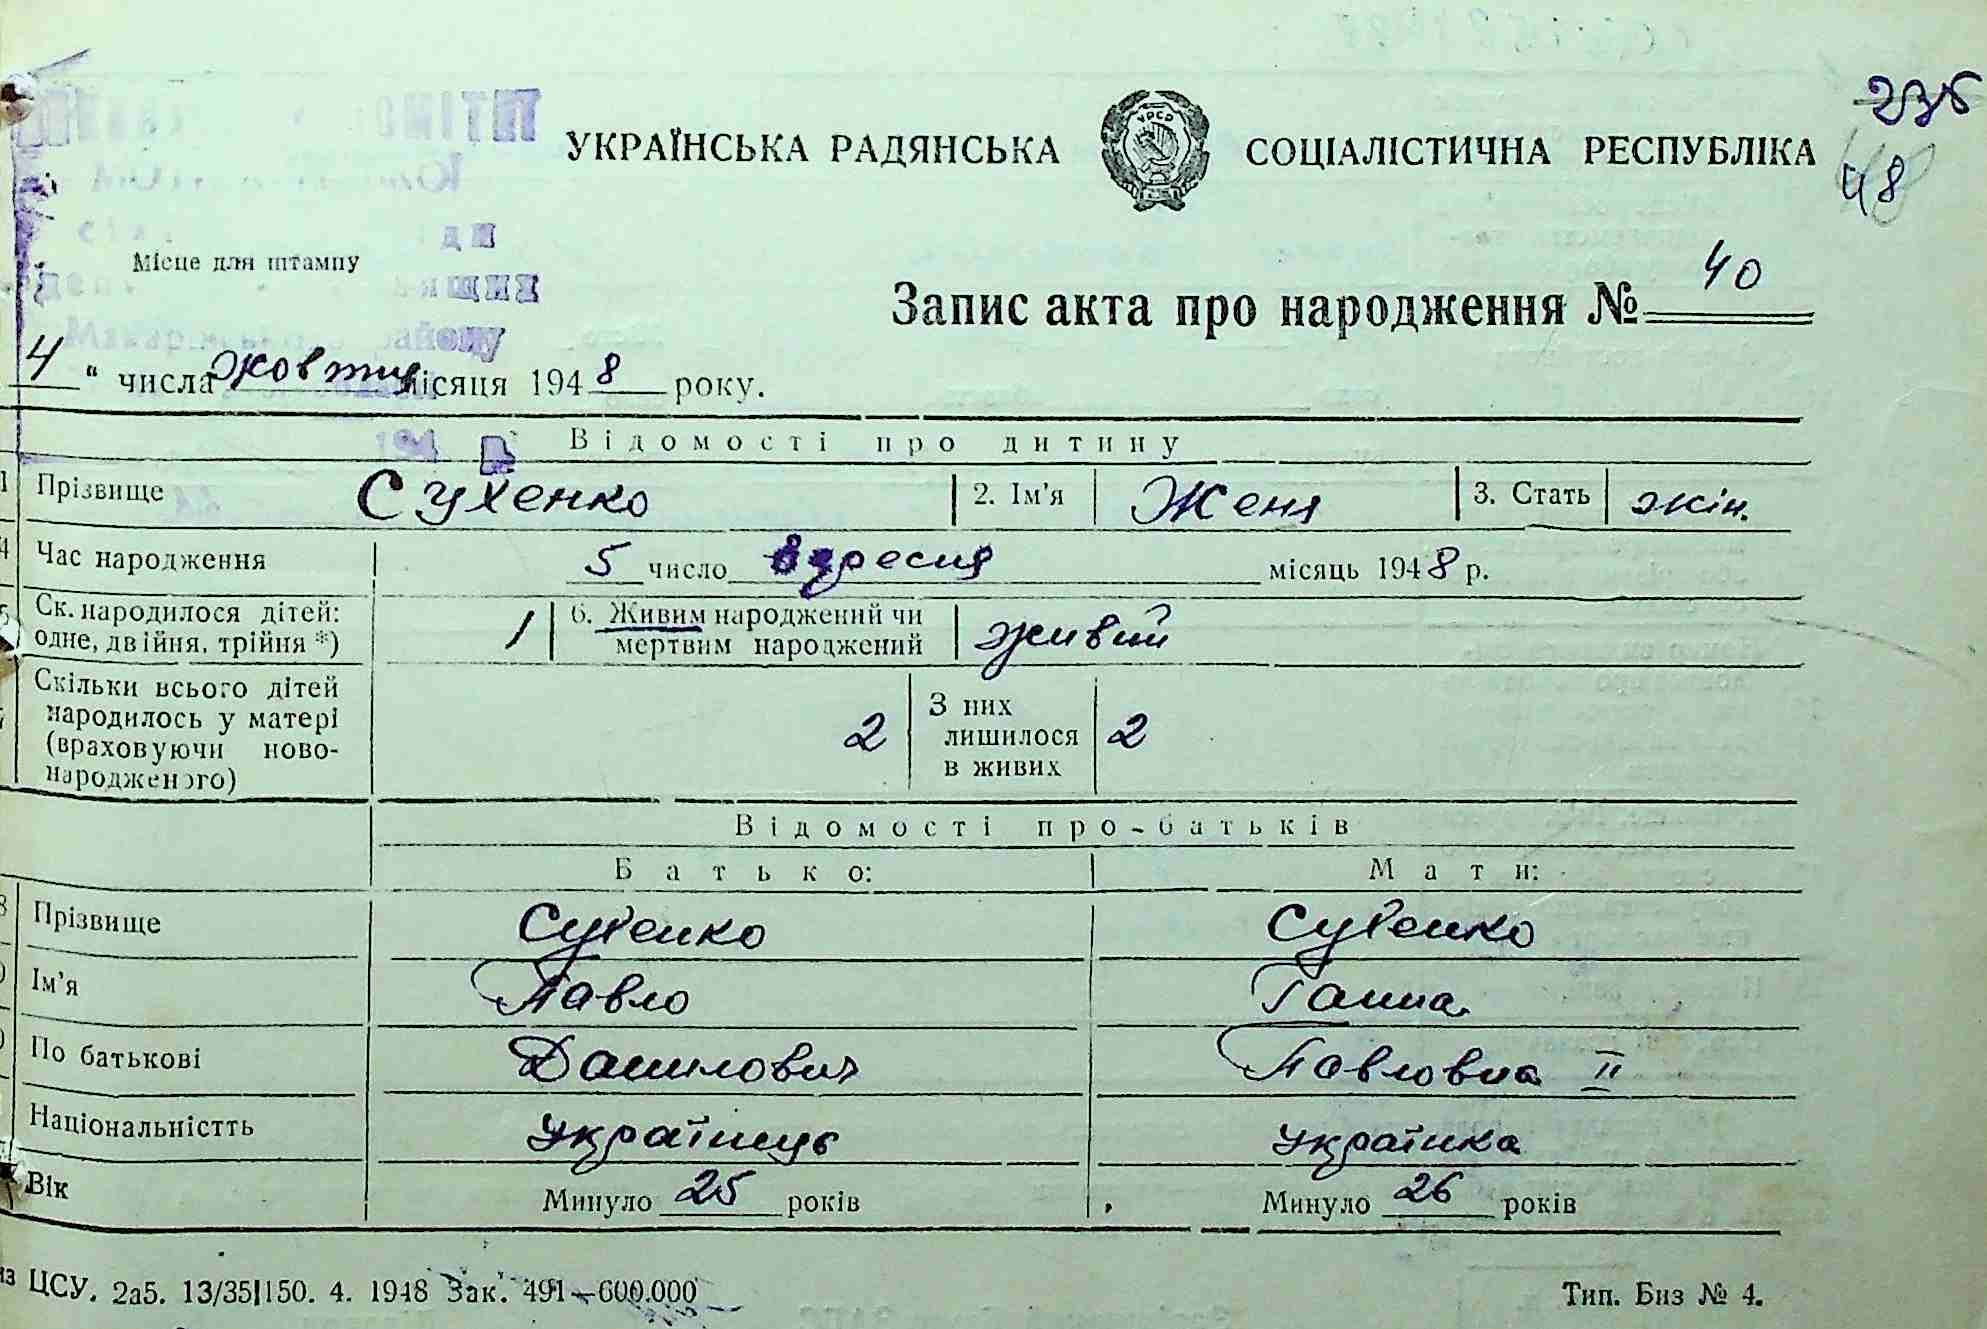 236
УКРАЇНСЬКА РАДЯНСЬКА СОЦІАЛІСТИЧНА РЕСПУБЛІКА
48
Місце для штампу
Запис акта про народження № 40
4 " числа жовтня місяця 1948 року.
Відомості про дитину
1 Прізвище Сухенко 2. Ім'я Женя 3. Стать жін.
4 Час народження 5 число вересня місяць 1948 р.
5 Ск. народилося дітей: одне, двійня, трійня *) 1 6. Живим народжений чи мертвим народжений живий
Скільки всього дітей народилось у матері (враховуючи новонародженого) 2 З них лишилося в живих 2
Відомості про батьків
Батько: Мати:
8 Прізвище Сухенко Сухенко
Ім'я Павло Ганна
По батькові Данилович Павловна II
Національністть українець українка
Вік Минуло 25 років Минуло 26 років
из ЦСУ. 2а5. 13/35|150. 4. 1948 Зак. 491—600.000 Тип. Биз № 4.